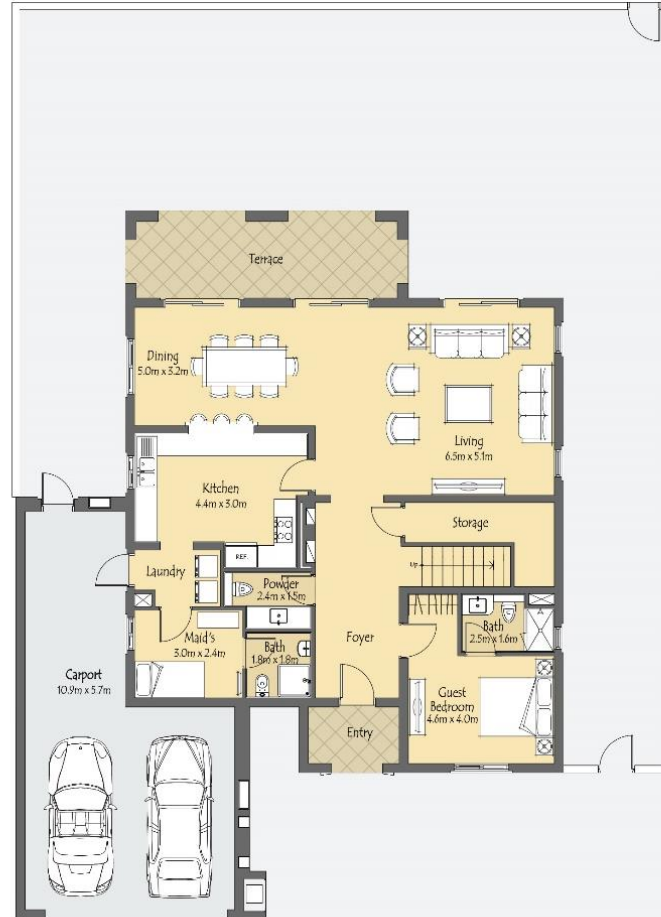 Terrace
Dining
5.0m x 3.2m
Living
6.5m x 5.1m
Kitchen
4.4m x 3.0m
Storage
REF.
Up
Laundry
Powder
2.4m x 1.5m
Bath
2.5m x 1.6m
Maid's
3.0m x 2.4m
Bath
1.8m x 1.8m
Foyer
Carport
10.9m x 5.7m
Guest
Bedroom
4.6m x 4.0m
Entry